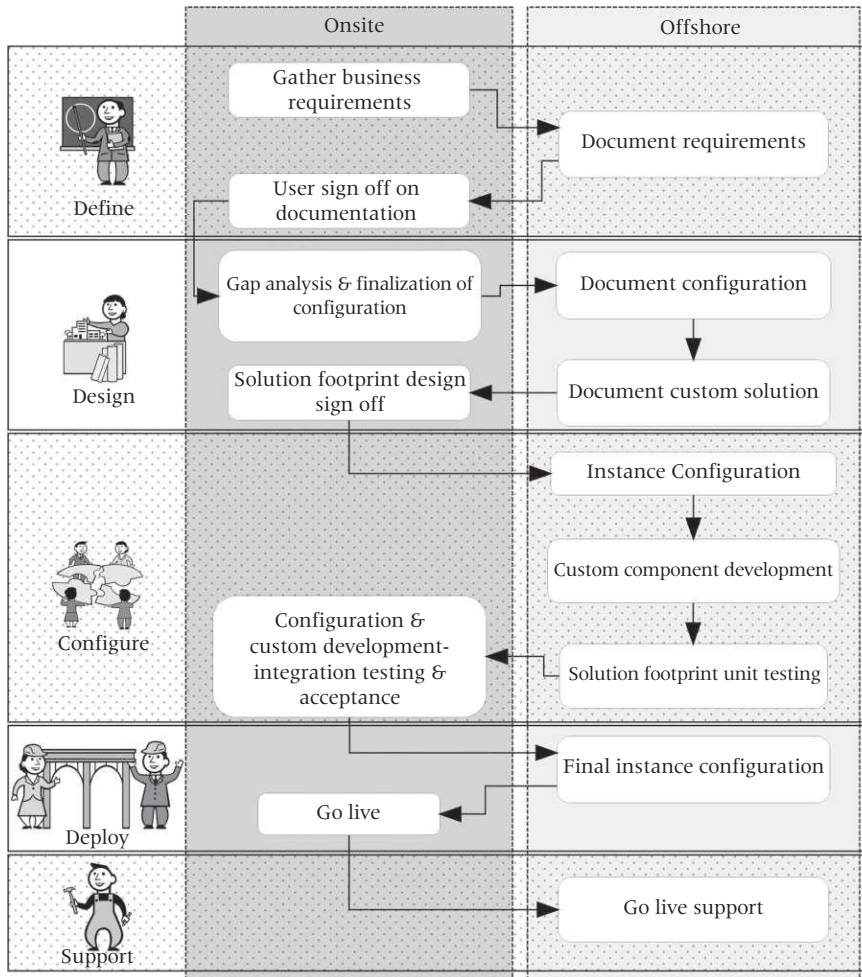 Onsite
Offshore
Gather business
requirements
Document requirements
User sign off on
documentation
Define
Gap analysis & finalization of
configuration
Document configuration
Solution footprint design
sign off
Document custom solution
Design
Instance Configuration
Custom component development
Configuration &
custom development-
integration testing &
acceptance
Solution footprint unit testing
Configure
Final instance configuration
Go live
Deploy
Go live support
Support